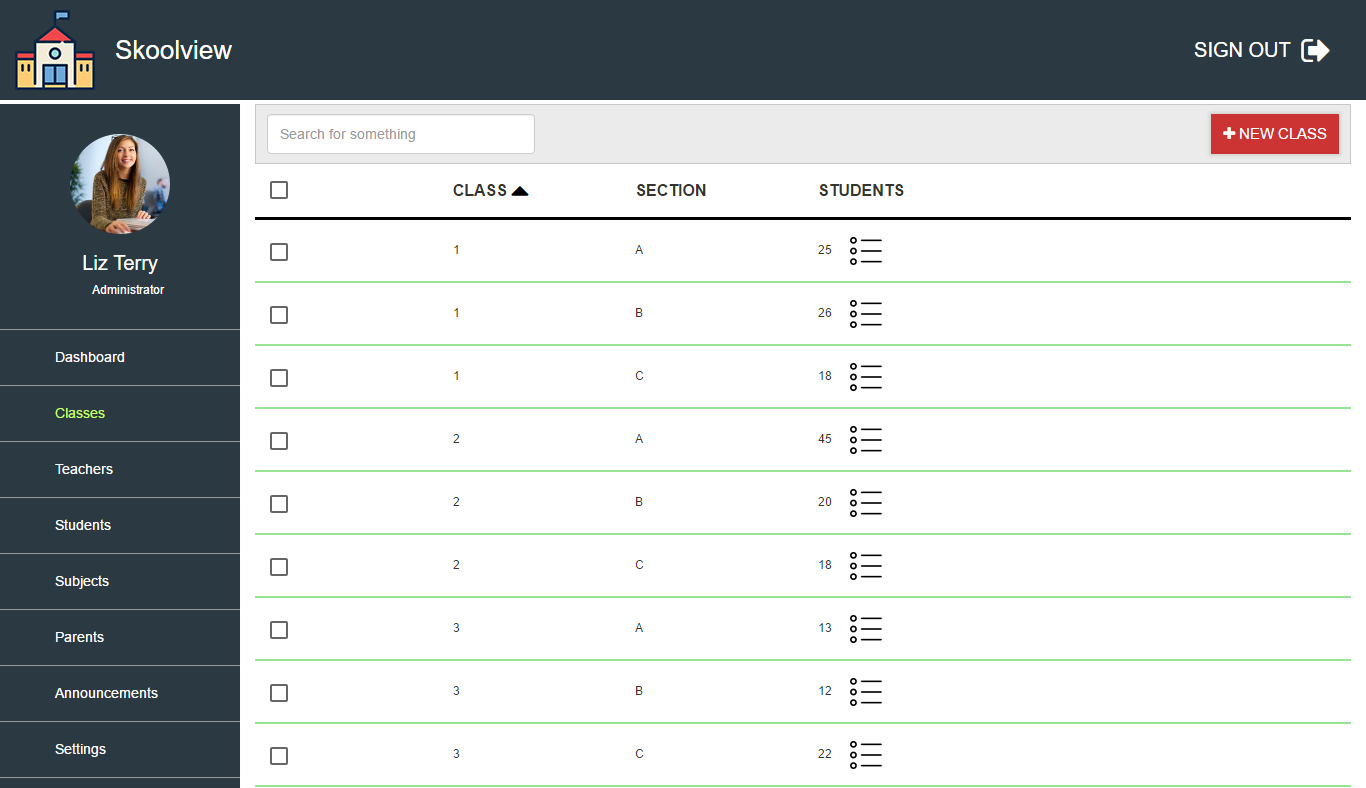 Skoolview
SIGN OUT
Liz Terry
Administrator
Dashboard
Classes
Teachers
Students
Subjects
Parents
Announcements
Settings
Search for something
NEW CLASS
CLASS SECTION STUDENTS
1 A 25
1 B 26
1 C 18
2 A 45
2 B 20
2 C 18
3 A 13
3 B 12
3 C 22